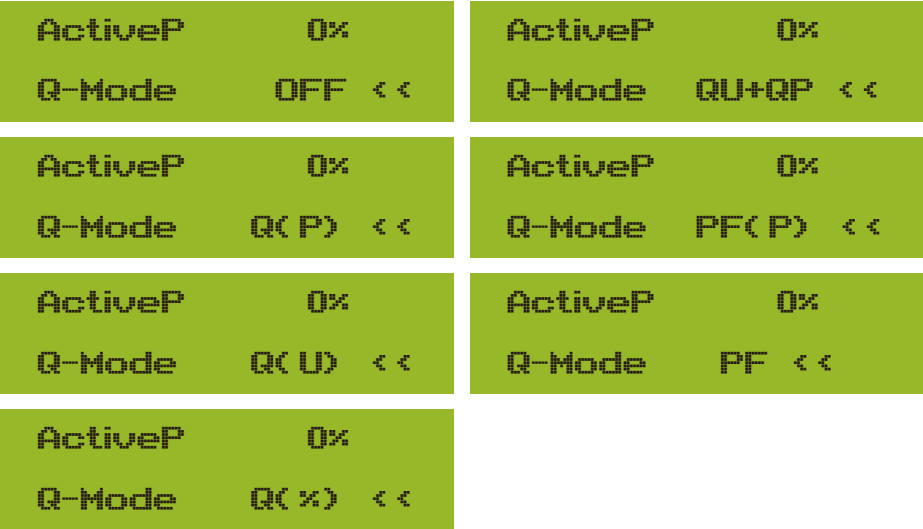 ActiveP 0%
Q-Mode OFF <<
ActiveP 0%
Q-Mode QU+QP <<
ActiveP 0%
Q-Mode Q(P) <<
ActiveP 0%
Q-Mode PF(P) <<
ActiveP 0%
Q-Mode Q(U) <<
ActiveP 0%
Q-Mode PF <<
ActiveP 0%
Q-Mode Q(%) <<